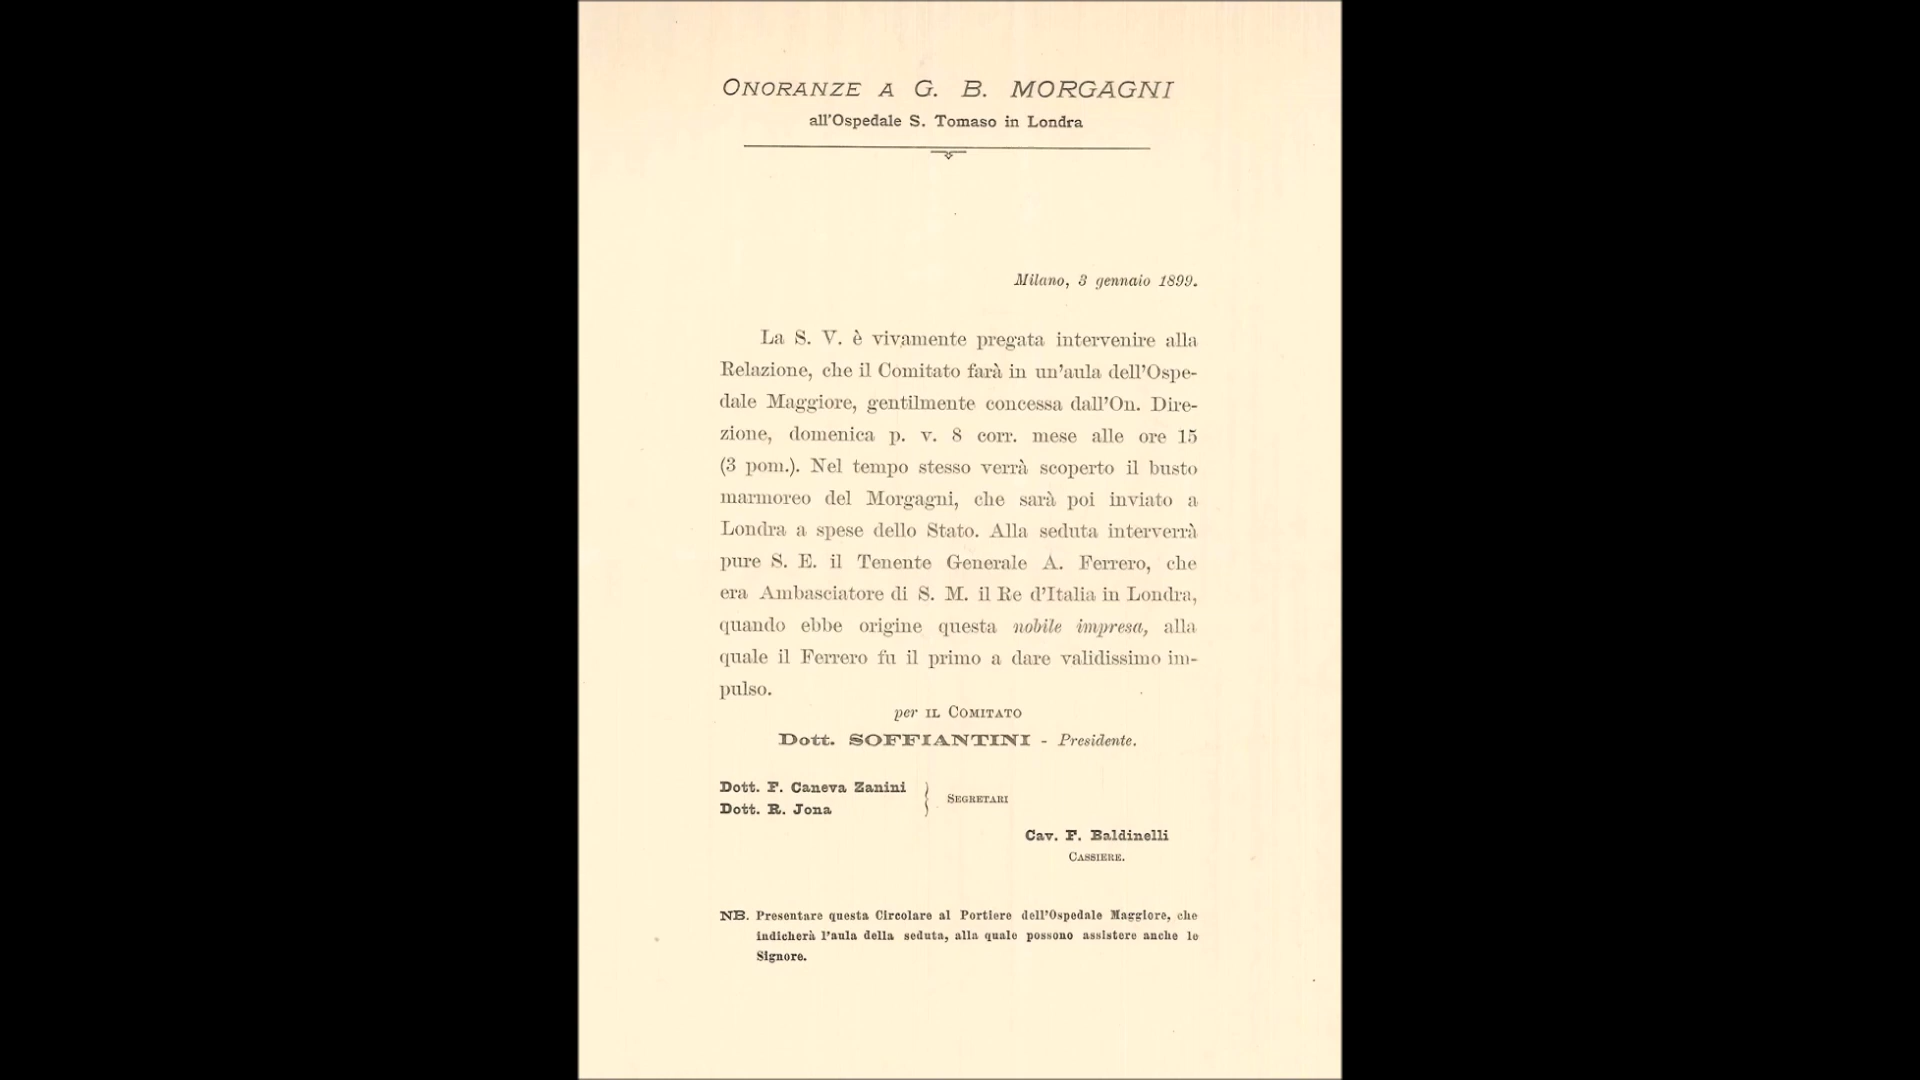 ONORANZE A G. B. MORGAGNI
all'Ospedale S. Tomaso in Londra
Milano, 3 gennaio 1899.
La S. V. è vivamente pregata intervenire alla
Relazione, che il Comitato farà in un'aula dell'Ospe-
dale Maggiore, gentilmente concessa dall'On. Dire-
zione, domenica p. v. 8 corr. mese alle ore 15
(3 pom.). Nel tempo stesso verrà scoperto il busto
marmoreo del Morgagni, che sarà poi inviato a
Londra a spese dello Stato. Alla seduta interverrà
pure S. E. il Tenente Generale A. Ferrero, che
era Ambasciatore di S. M. il Re d'Italia in Londra,
quando ebbe origine questa nobile impresa, alla
quale il Ferrero fu il primo a dare validissimo im-
pulso.
per IL COMITATO
Dott. SOFFIANTINI - Presidente.
Dott. F. Caneva Zanini
Dott. R. Jona
SEGRETARI
Cav. F. Baldinelli
CASSIERE.
NB. Presentare questa Circolare al Portiere dell'Ospedale Maggiore, che
indicherà l'aula della seduta, alla quale possono assistere anche le
Signore.